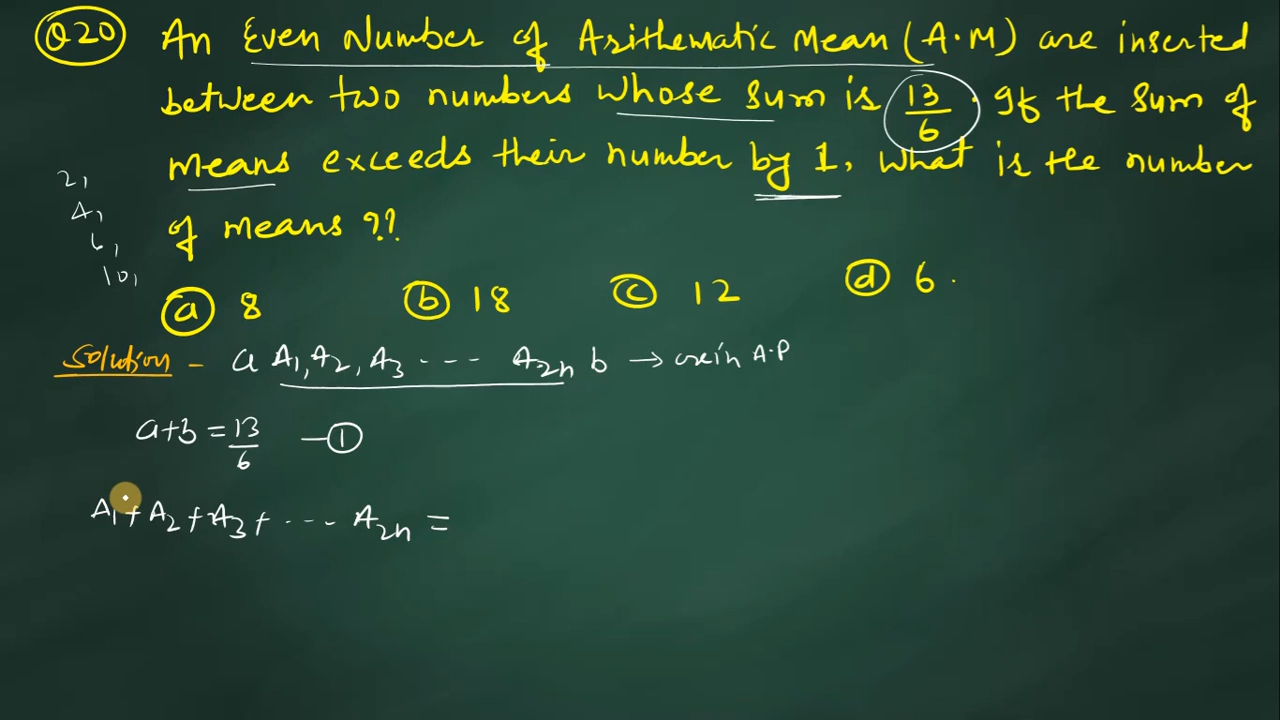 Q20 An Even Number of Arithematic Mean (A.M) are inserted
between two numbers whose sum is 13/6. If the sum of
means exceeds their number by 1, what is the number
of means ??
2,
4,
6,
10,
a 8 b 18 c 12 d 6.
Solution - a A1, A2, A3 ---- A2n b → are in A.P
a+b = 13/6 —①
A1 + A2 + A3 + ---- A2n =